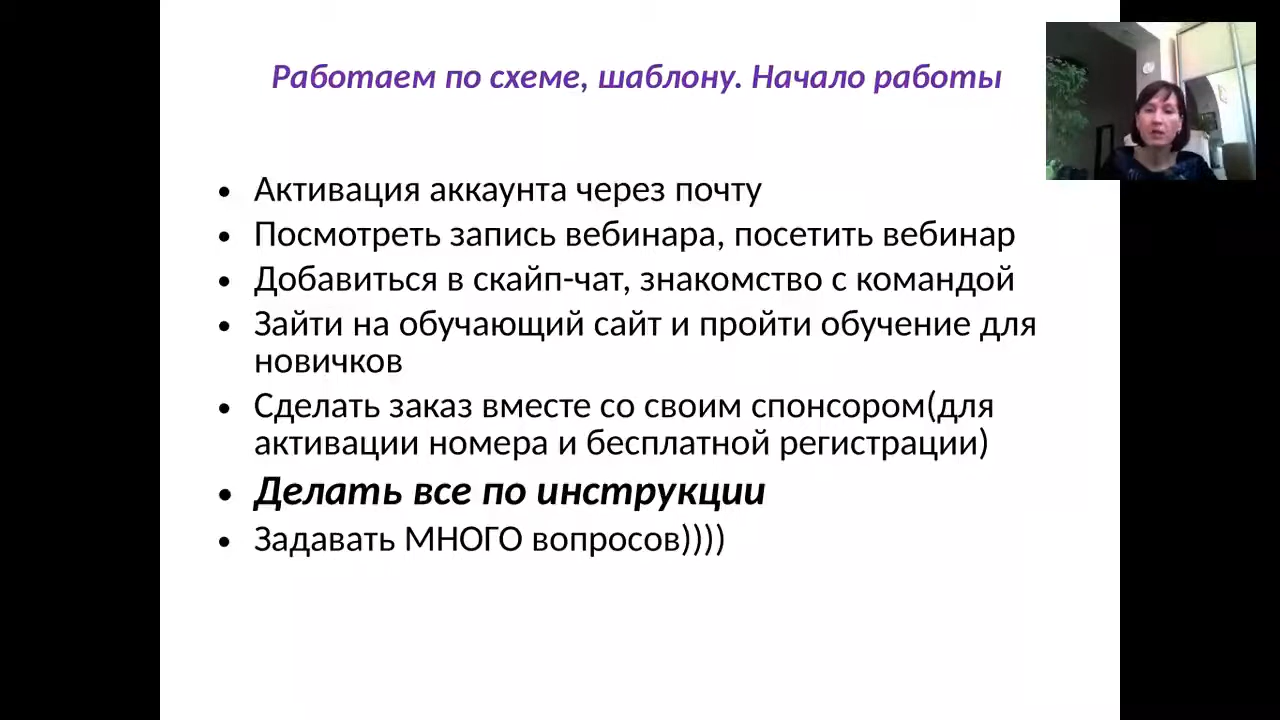 Работаем по схеме, шаблону. Начало работы
• Активация аккаунта через почту
• Посмотреть запись вебинара, посетить вебинар
• Добавиться в скайп-чат, знакомство с командой
• Зайти на обучающий сайт и пройти обучение для
новичков
• Сделать заказ вместе со своим спонсором(для
активации номера и бесплатной регистрации)
• Делать все по инструкции
• Задавать МНОГО вопросов))))